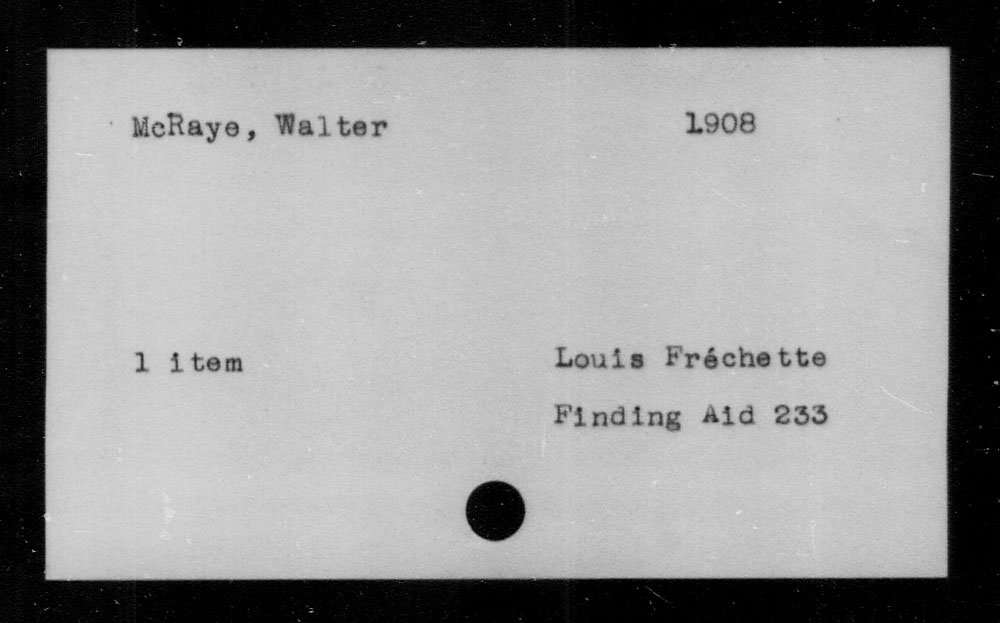 McRaye, Walter 1908
1 item Louis Fréchette
Finding Aid 233